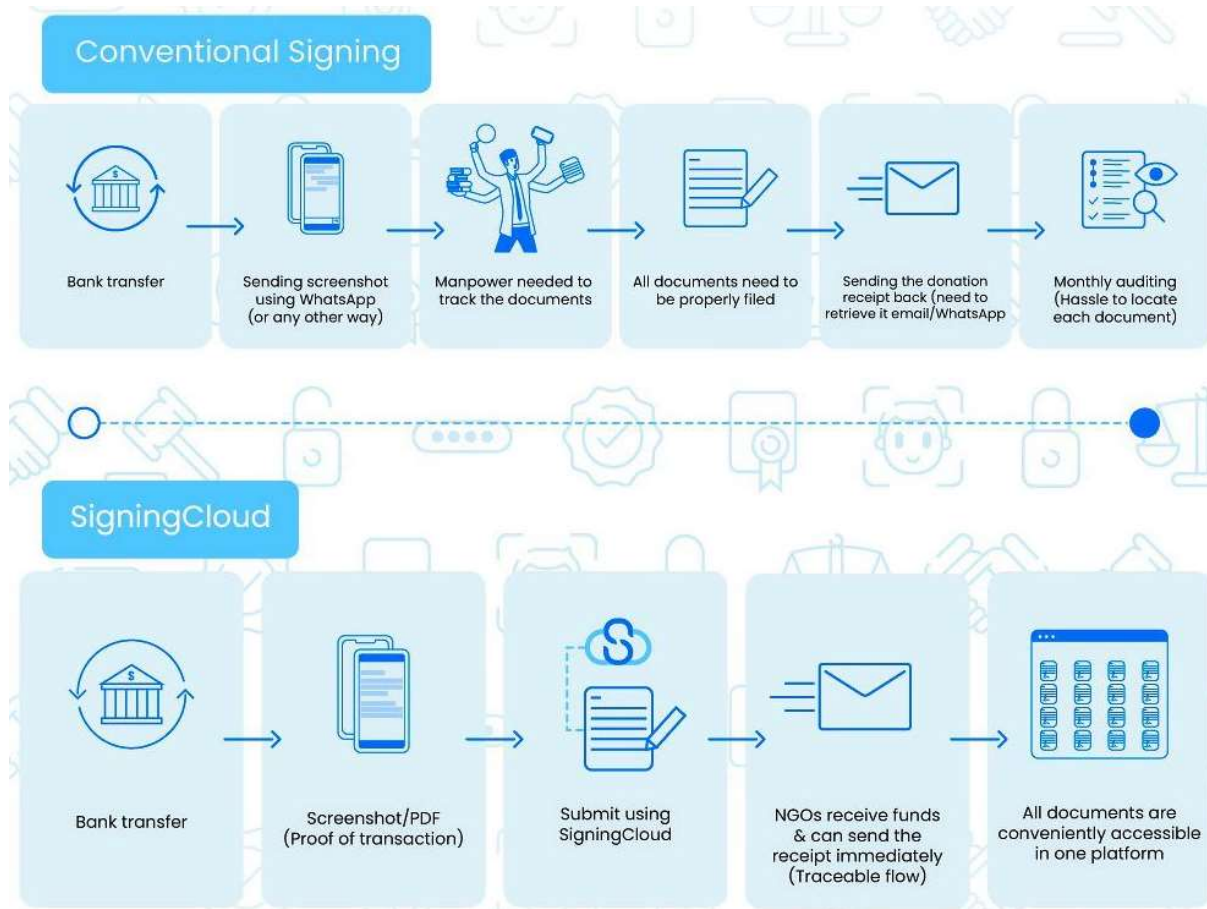 Conventional Signing
Bank transfer
Sending screenshot
using WhatsApp
(or any other way)
Manpower needed to
track the documents
All documents need to
be properly filed
Sending the donation
receipt back (need to
retrieve it email/WhatsApp
Monthly auditing
(Hassle to locate
each document)
SigningCloud
Bank transfer
Screenshot/PDF
(Proof of transaction)
Submit using
SigningCloud
NGOs receive funds
& can send the
receipt immediately
(Traceable flow)
All documents are
conveniently accessible
in one platform